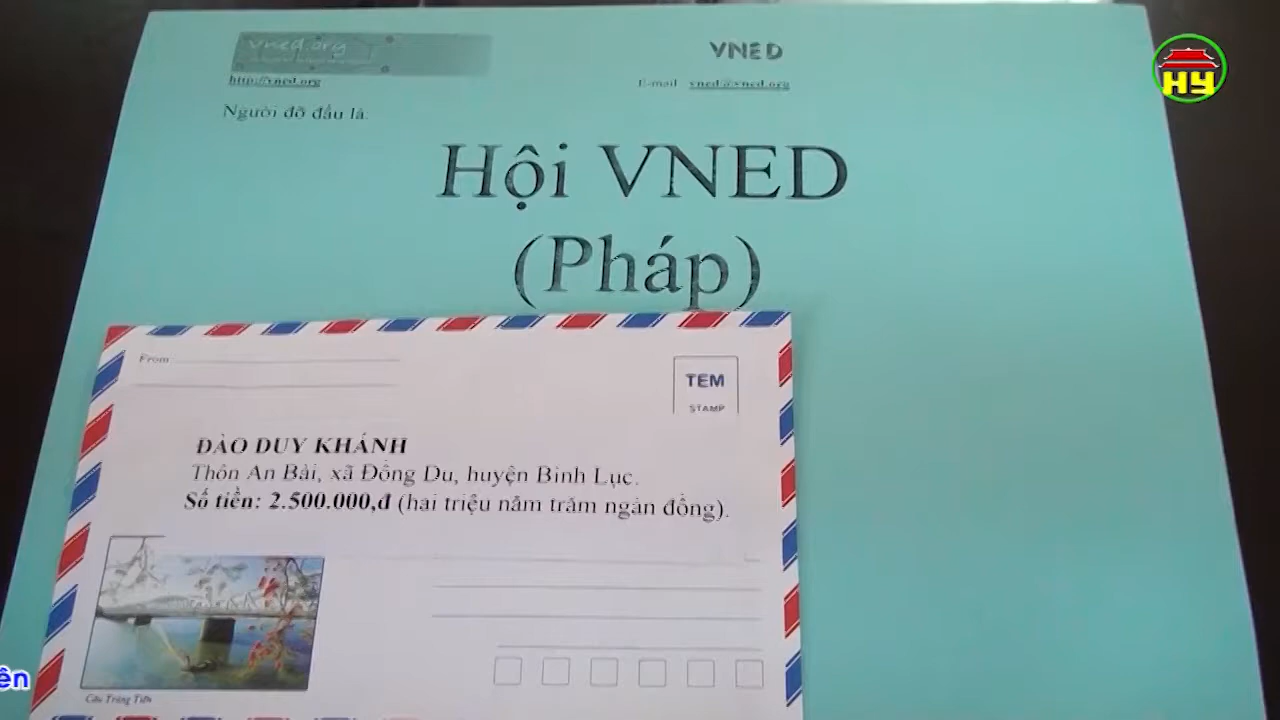 vned.org
http://vned.org
VNED
E-mail vned@vned.org
HY
Người đỡ đầu là:
Hội VNED
(Pháp)
From
TEM
STAMP
ĐÀO DUY KHÁNH
Thôn An Bài, xã Đồng Du, huyện Bình Lục.
Số tiền: 2.500.000,đ (hai triệu năm trăm ngàn đồng).
Cầu Tràng Tiền
ên